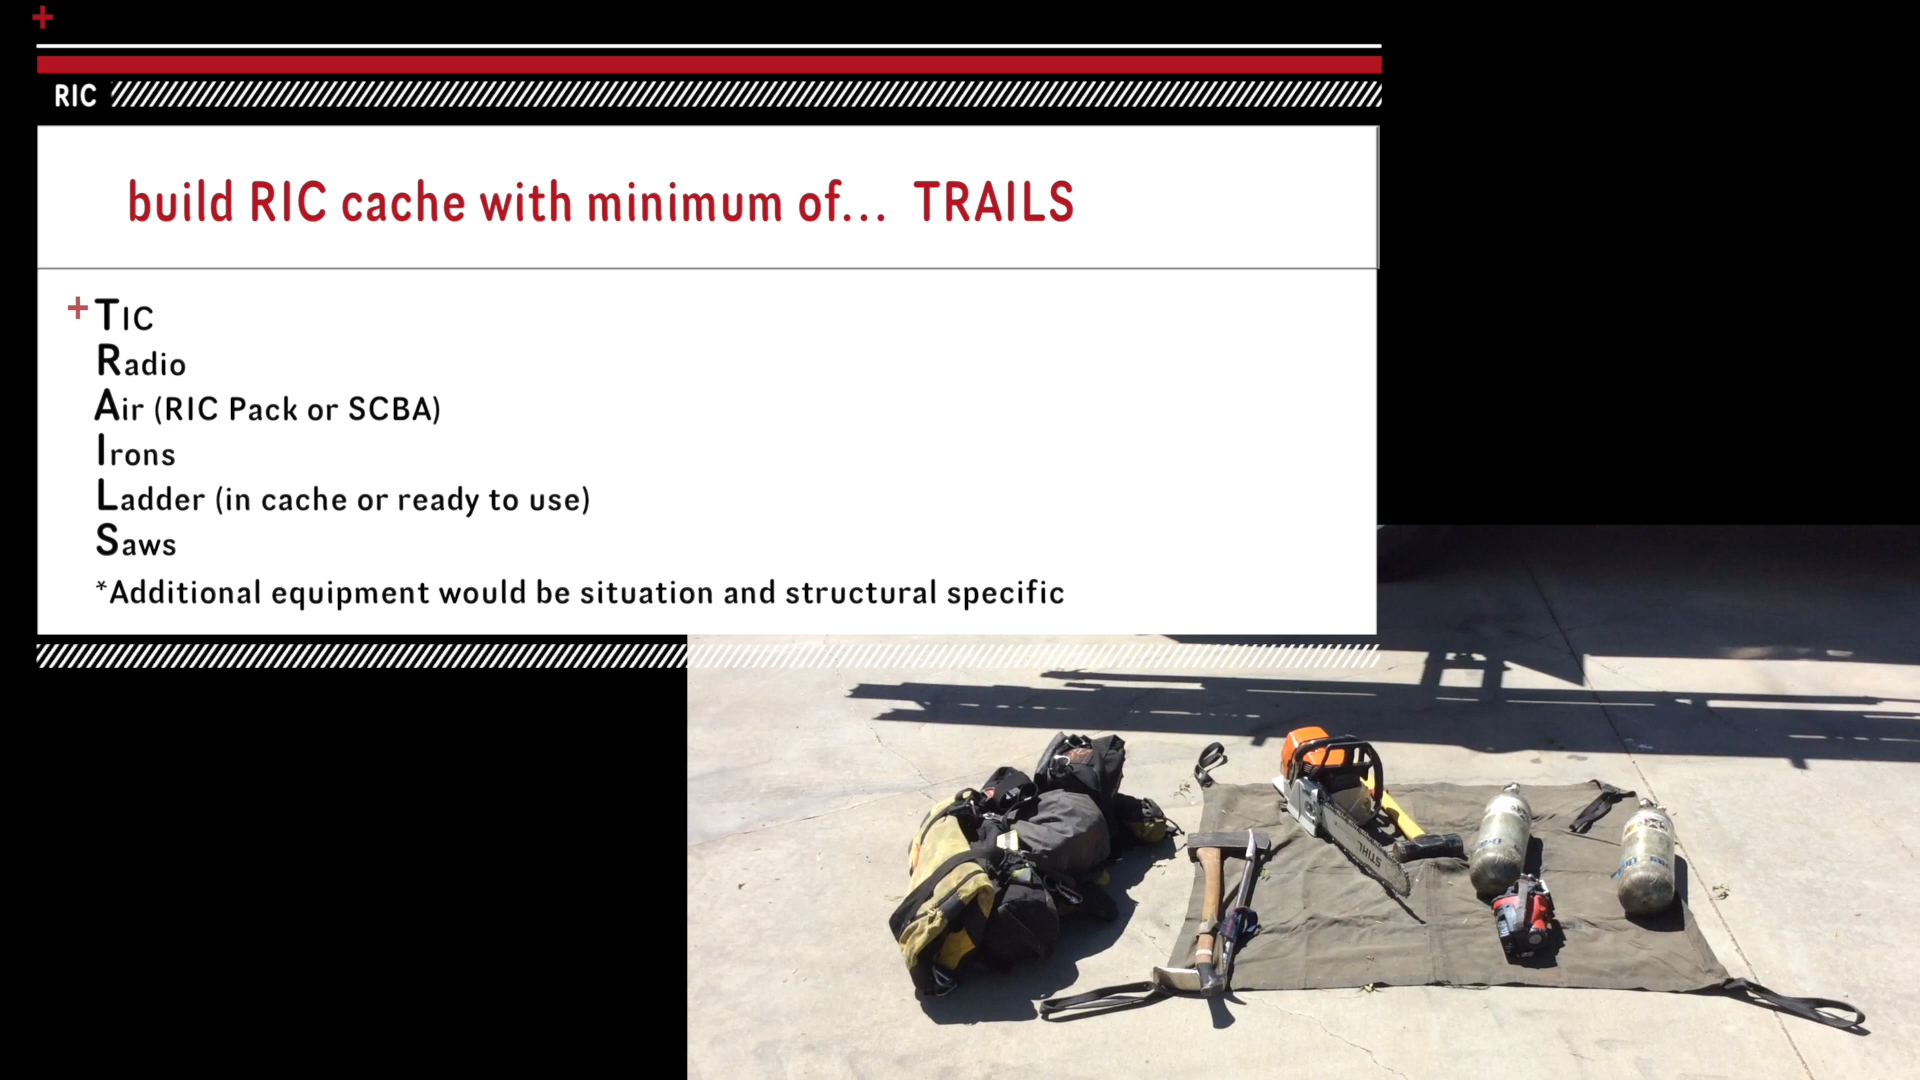 RIC
build RIC cache with minimum of... TRAILS
TIC
Radio
Air (RIC Pack or SCBA)
Irons
Ladder (in cache or ready to use)
Saws
*Additional equipment would be situation and structural specific
STIHL